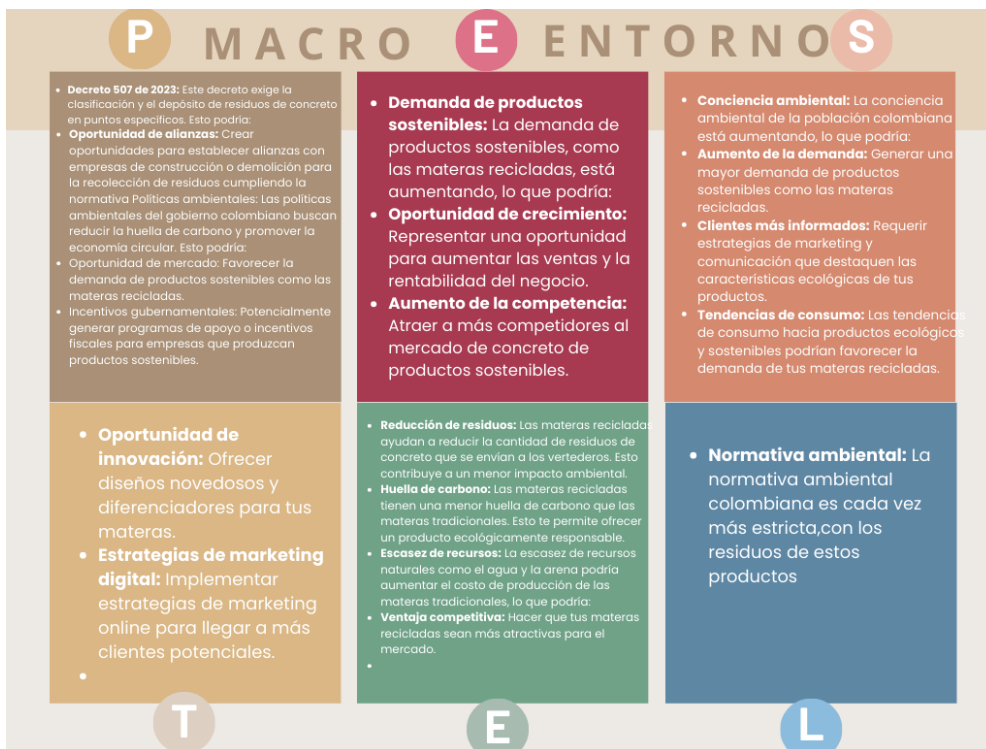 P MACRO E ENTORNOS
• Decreto 507 de 2023: Este decreto exige la
clasificación y el depósito de residuos de concreto
en puntos específicos. Esto podría:
• Oportunidad de alianzas: Crear
oportunidades para establecer alianzas con
empresas de construcción o demolición para
la recolección de residuos cumpliendo la
normativa Políticas ambientales: Las políticas
ambientales del gobierno colombiano buscan
reducir la huella de carbono y promover la
economía circular. Esto podría:
• Oportunidad de mercado: Favorecer la
demanda de productos sostenibles como las
materas recicladas.
• Incentivos gubernamentales: Potencialmente
generar programas de apoyo o incentivos
fiscales para empresas que produzcan
productos sostenibles.
• Demanda de productos
sostenibles: La demanda de
productos sostenibles, como
las materas recicladas, está
aumentando, lo que podría:
• Oportunidad de crecimiento:
Representar una oportunidad
para aumentar las ventas y la
rentabilidad del negocio.
• Aumento de la competencia:
Atraer a más competidores al
mercado de concreto de
productos sostenibles.
• Conciencia ambiental: La conciencia
ambiental de la población colombiana
está aumentando, lo que podría:
• Aumento de la demanda: Generar una
mayor demanda de productos
sostenibles como las materas
recicladas.
• Clientes más informados: Requerir
estrategias de marketing y
comunicación que destaquen las
características ecológicas de tus
productos.
• Tendencias de consumo: Las tendencias
de consumo hacia productos ecológicos
y sostenibles podrían favorecer la
demanda de tus materas recicladas.
• Oportunidad de
innovación: Ofrecer
diseños novedosos y
diferenciadores para tus
materas.
• Estrategias de marketing
digital: Implementar
estrategias de marketing
online para llegar a más
clientes potenciales.
•
• Reducción de residuos: Las materas recicladas
ayudan a reducir la cantidad de residuos de
concreto que se envían a los vertederos. Esto
contribuye a un menor impacto ambiental.
• Huella de carbono: Las materas recicladas
tienen una menor huella de carbono que las
materas tradicionales. Esto te permite ofrecer
un producto ecológicamente responsable.
• Escasez de recursos: La escasez de recursos
naturales como el agua y la arena podría
aumentar el costo de producción de las
materas tradicionales, lo que podría:
• Ventaja competitiva: Hacer que tus materas
recicladas sean más atractivas para el
mercado.
•
• Normativa ambiental: La
normativa ambiental
colombiana es cada vez
más estricta,con los
residuos de estos
productos
T E L